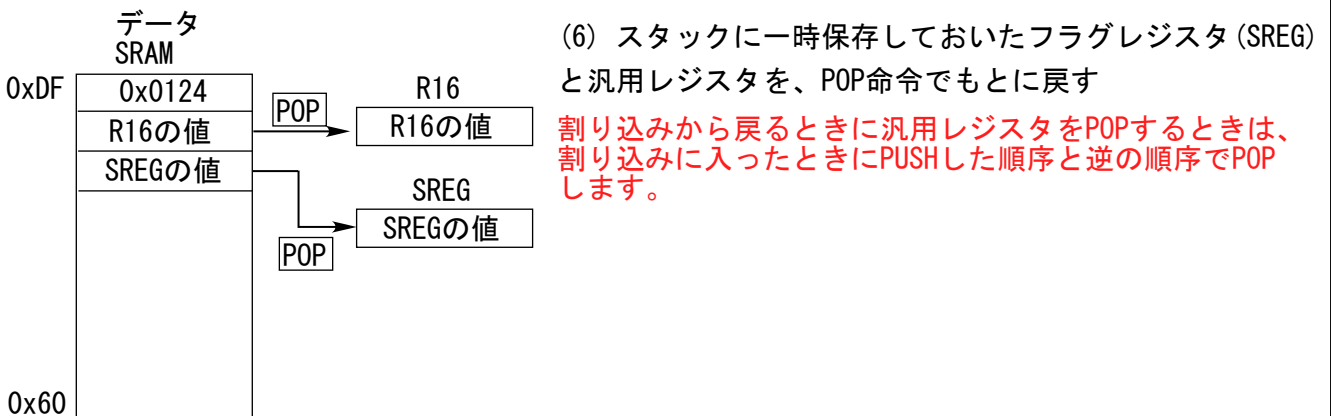 データ
SRAM
0xDF
0x0124
R16の値
SREGの値
0x60
POP
R16
R16の値
SREG
SREGの値
POP
(6) スタックに一時保存しておいたフラグレジスタ(SREG)
と汎用レジスタを、POP命令でもとに戻す
割り込みから戻るときに汎用レジスタをPOPするときは、
割り込みに入ったときにPUSHした順序と逆の順序でPOP
します。